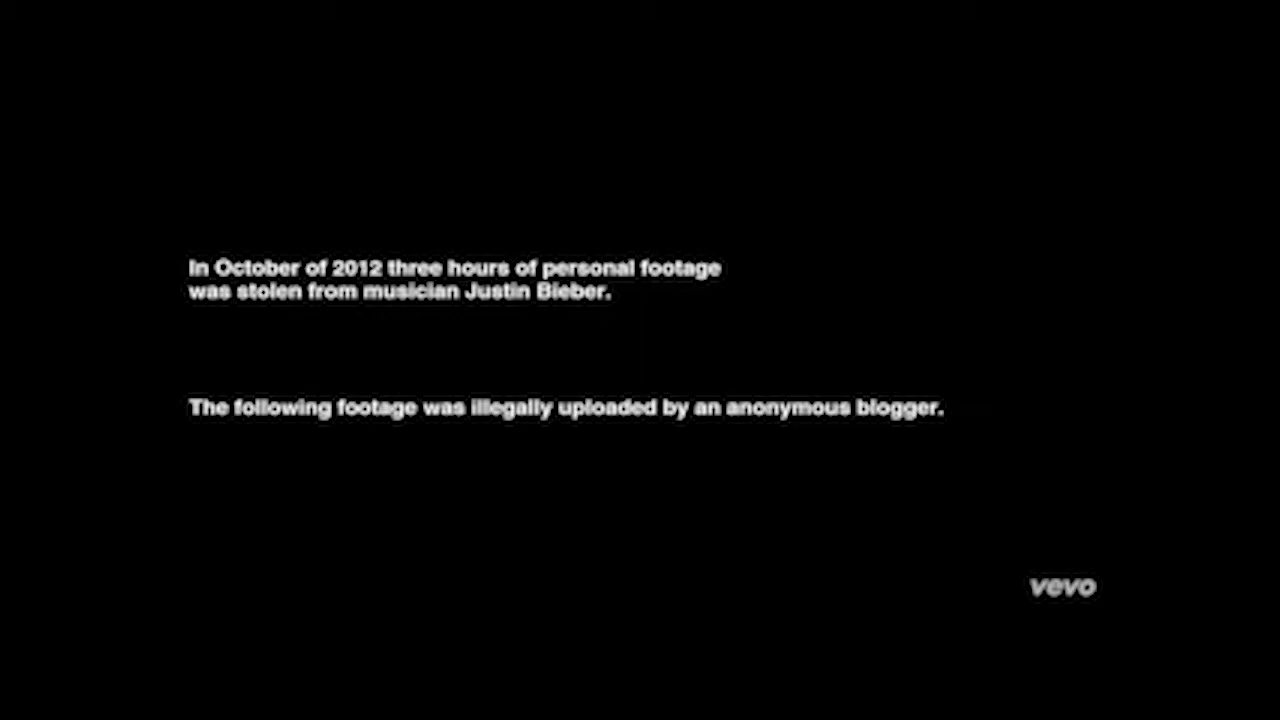 In October of 2012 three hours of personal footage
was stolen from musician Justin Bieber.
The following footage was illegally uploaded by an anonymous blogger.
vevo